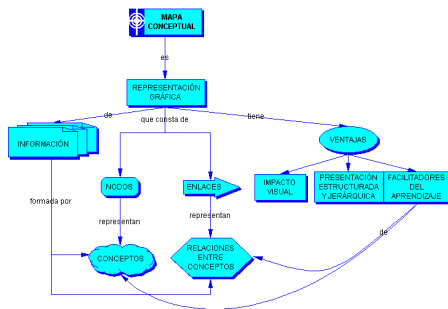 MAPA
CONCEPTUAL
es
REPRESENTACIÓN
GRÁFICA
de
que consta de
tiene
INFORMACIÓN
VENTAJAS
NODOS
ENLACES
IMPACTO
VISUAL
PRESENTACIÓN
ESTRUCTURADA
Y JERÁRQUICA
FACILITADORES
DEL
APRENDIZAJE
formada por
representan
representan
de
CONCEPTOS
RELACIONES
ENTRE
CONCEPTOS